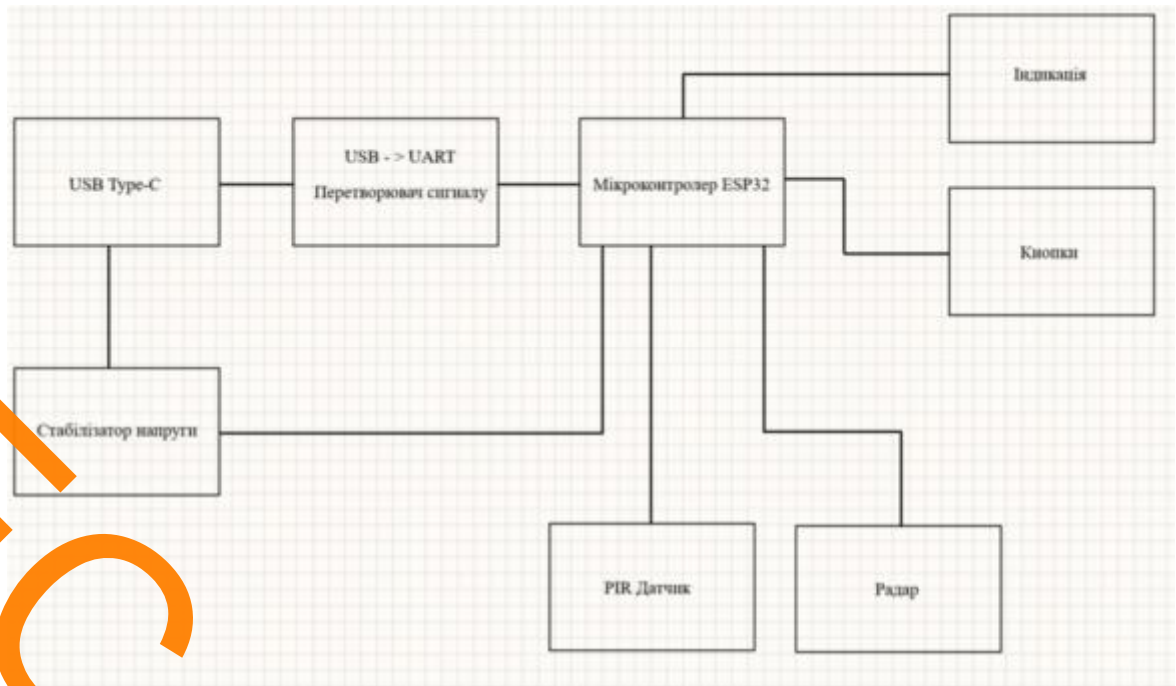 Індикація
USB - > UART
USB Type-C
Перетворювач сигналу
Мікроконтролер ESP32
Кнопки
Стабілізатор напруги
PIR Датчик
Радар